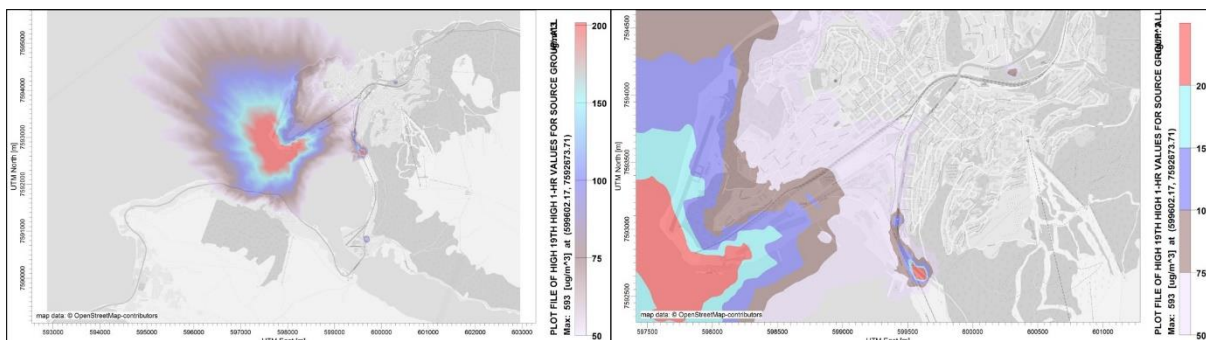 PLOT FILE OF HIGH 19TH HIGH 1-HR VALUES FOR SOURCE GROUP: ALL
Max: 593 [ug/m^3] at (599602.17, 7592673.71)
ug/m^3
200
150
100
75
50
UTM North [m]
7595000
7594000
7593000
7592000
7591000
7590000
map data: © OpenStreetMap-contributors
593000 594000 595000 596000 597000 598000 599000 600000 601000 602000 603000
UTM East [m]
PLOT FILE OF HIGH 19TH HIGH 1-HR VALUES FOR SOURCE GROUP: ALL
Max: 593 [ug/m^3] at (599602.17, 7592673.71)
20
15
10
75
50
UTM North [m]
7594500
7594000
7593500
7593000
7592500
map data: © OpenStreetMap-contributors
597500 598000 598500 599000 599500 600000 600500 601000
UTM East [m]